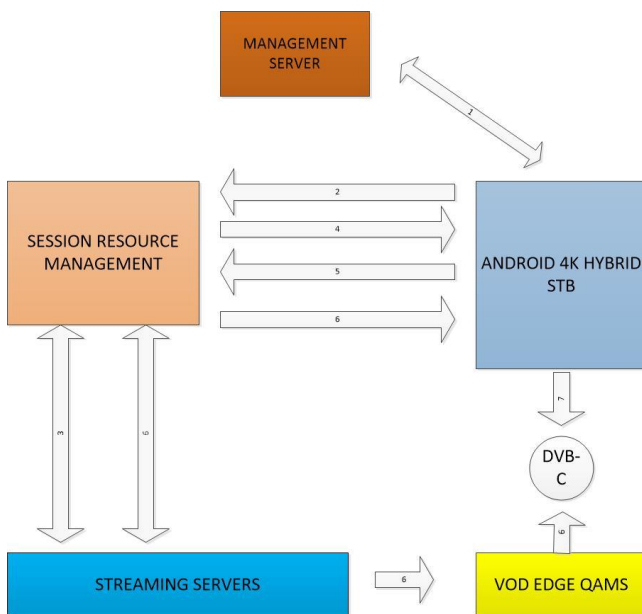 MANAGEMENT
SERVER
1
2
SESSION RESOURCE
MANAGEMENT
4
ANDROID 4K HYBRID
STB
5
6
7
3
6
DVB-
C
6
STREAMING SERVERS
6
VOD EDGE QAMS